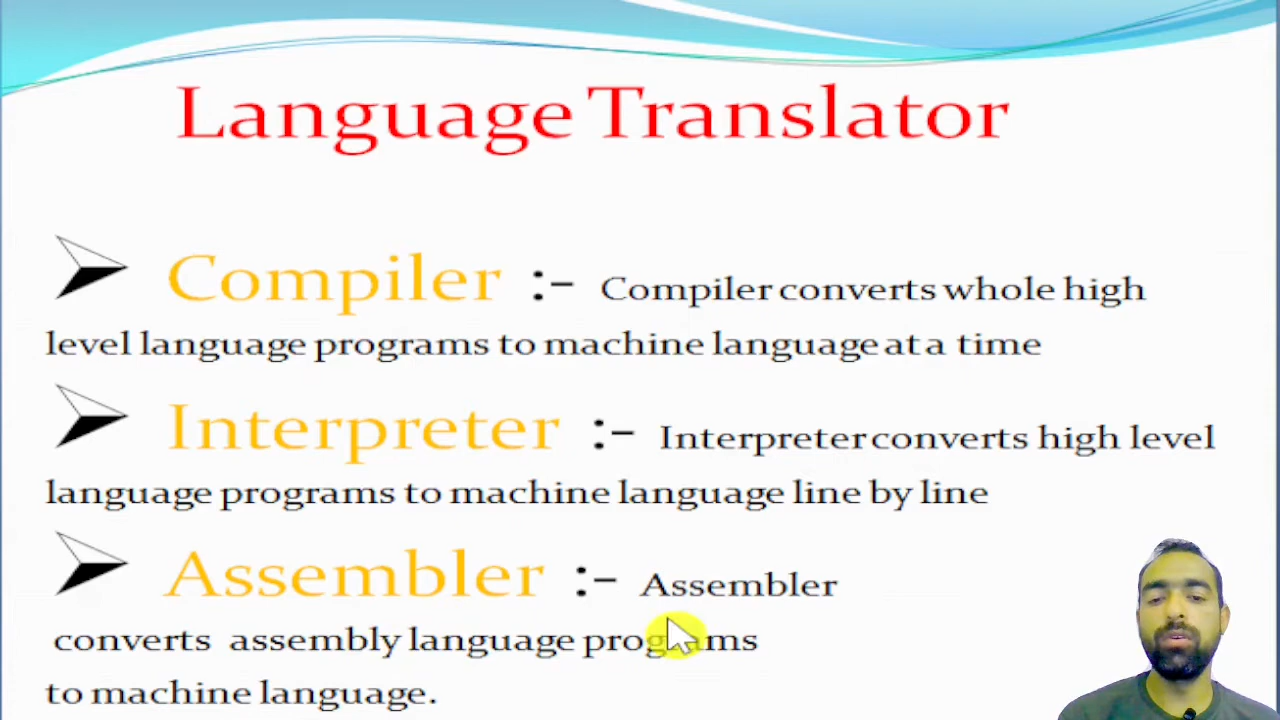 Language Translator
Compiler :- Compiler converts whole high
level language programs to machine language at a time
Interpreter :- Interpreter converts high level
language programs to machine language line by line
Assembler :- Assembler
converts assembly language programs
to machine language.